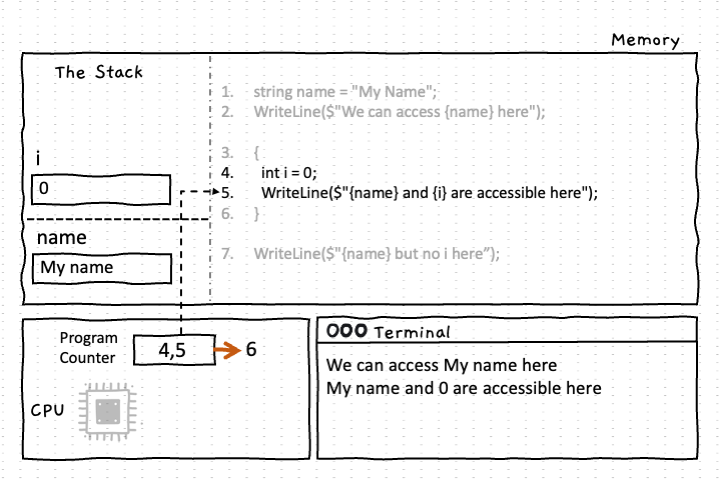 Memory
The Stack
1. string name = "My Name";
2. WriteLine($"We can access {name} here");
3. {
4. int i = 0;
5. WriteLine($"{name} and {i} are accessible here");
6. }
7. WriteLine($"{name} but no i here”);
i
0
name
My name
Program
Counter
4,5
6
CPU
Terminal
We can access My name here
My name and 0 are accessible here